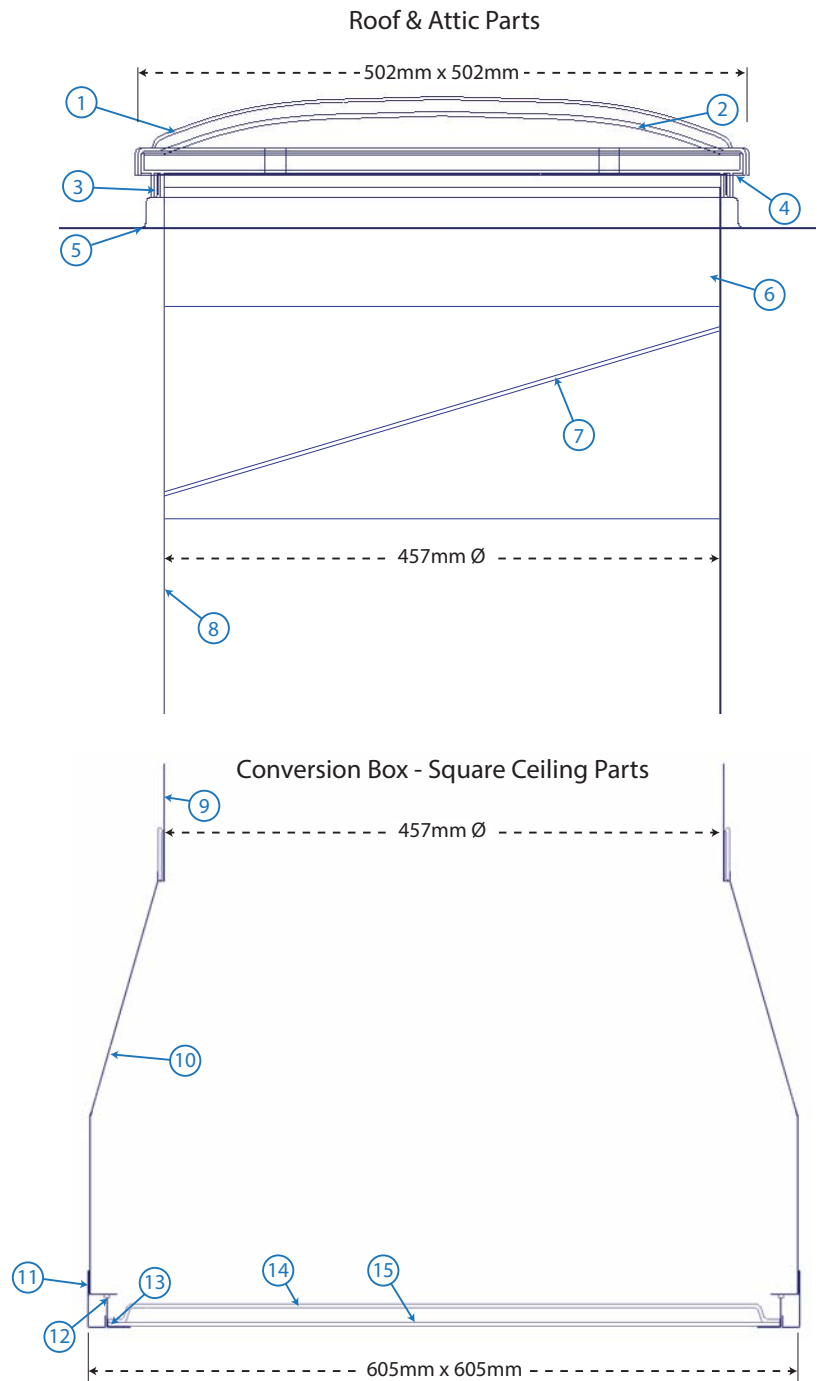 Roof & Attic Parts
502mm x 502mm
1
2
3
4
5
6
7
457mm Ø
8
Conversion Box - Square Ceiling Parts
9
457mm Ø
10
11
13
14
15
12
605mm x 605mm